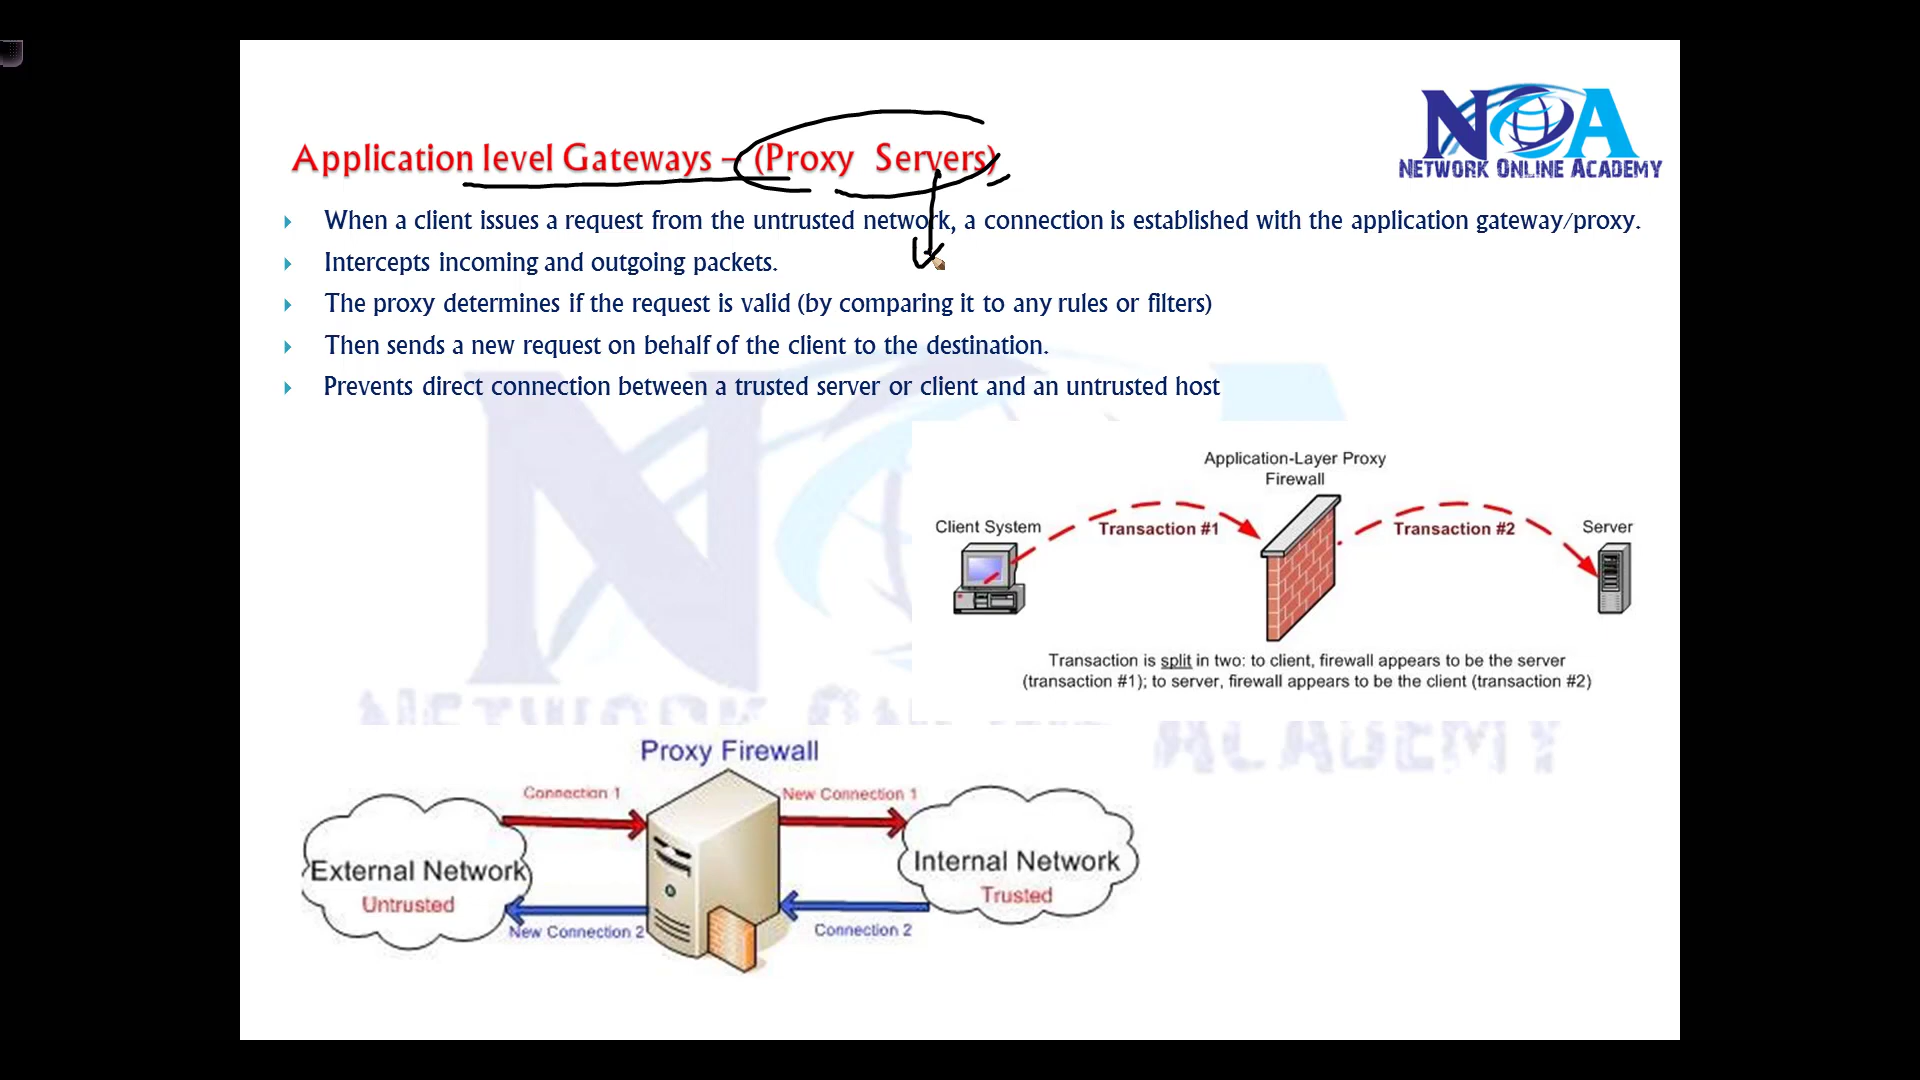 NOA
NETWORK ONLINE ACADEMY
Application level Gateways – (Proxy Servers)
When a client issues a request from the untrusted network, a connection is established with the application gateway/proxy.
Intercepts incoming and outgoing packets.
The proxy determines if the request is valid (by comparing it to any rules or filters)
Then sends a new request on behalf of the client to the destination.
Prevents direct connection between a trusted server or client and an untrusted host
Application-Layer Proxy
Firewall
Client System
Transaction #1
Transaction #2
Server
Transaction is split in two: to client, firewall appears to be the server
(transaction #1); to server, firewall appears to be the client (transaction #2)
NETWORK ONLINE ACADEMY
Proxy Firewall
Connection 1
New Connection 1
External Network
Untrusted
Internal Network
Trusted
New Connection 2
Connection 2